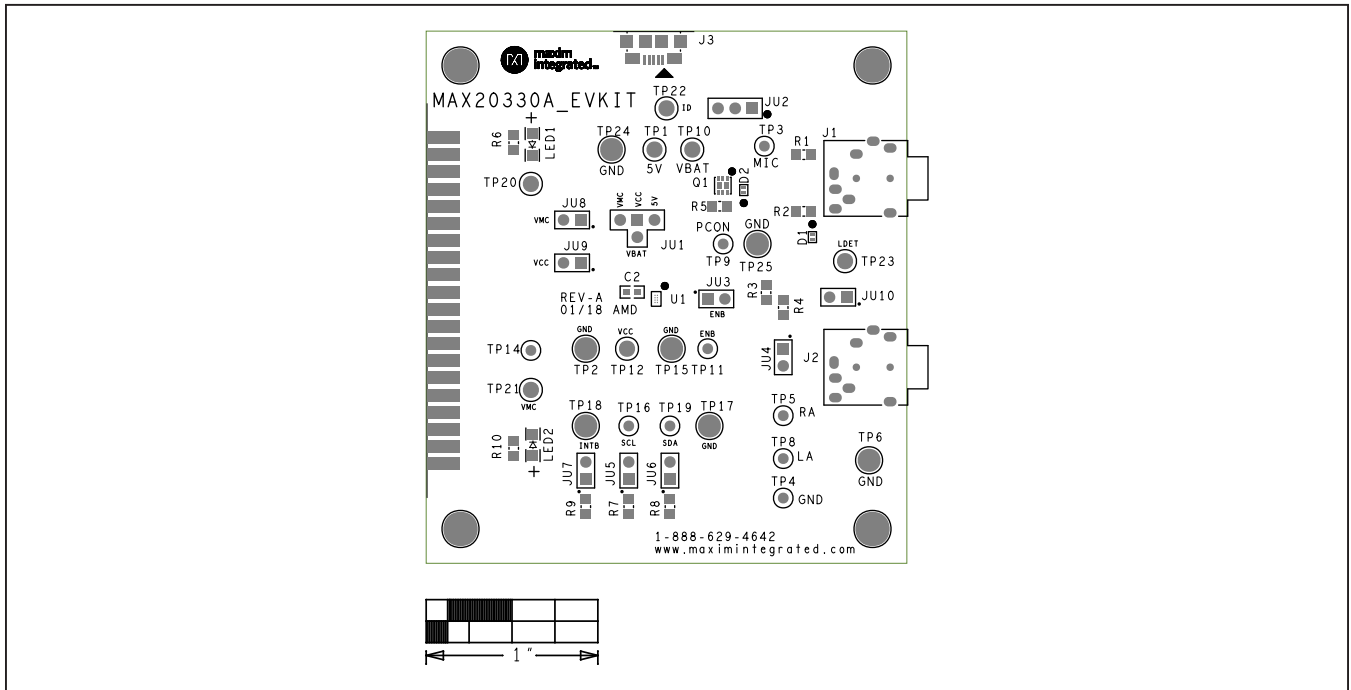 J3
maxim
integrated™
MAX20330A_EVKIT
TP22
ID
JU2
+
R6
LED1
TP24
TP1
TP10
TP3
R1
J1
GND
5V
VBAT
MIC
TP20
Q1
D2
R5
R2
JU8
VMC
VMC
VCC
5V
PCON
GND
D1
JU1
VBAT
TP9
TP25
LDET
TP23
JU9
VCC
C2
U1
JU3
ENB
R3
R4
JU10
REV-A
01/18
AMD
GND
VCC
GND
ENB
TP14
TP2
TP12
TP15
TP11
JU4
J2
TP21
VMC
TP18
TP16
TP19
TP17
TP5
RA
INTB
SCL
SDA
GND
R10
LED2
+
TP8
LA
TP6
GND
JU7
JU5
JU6
TP4
GND
R9
R7
R8
1-888-629-4642
www.maximintegrated.com
1"